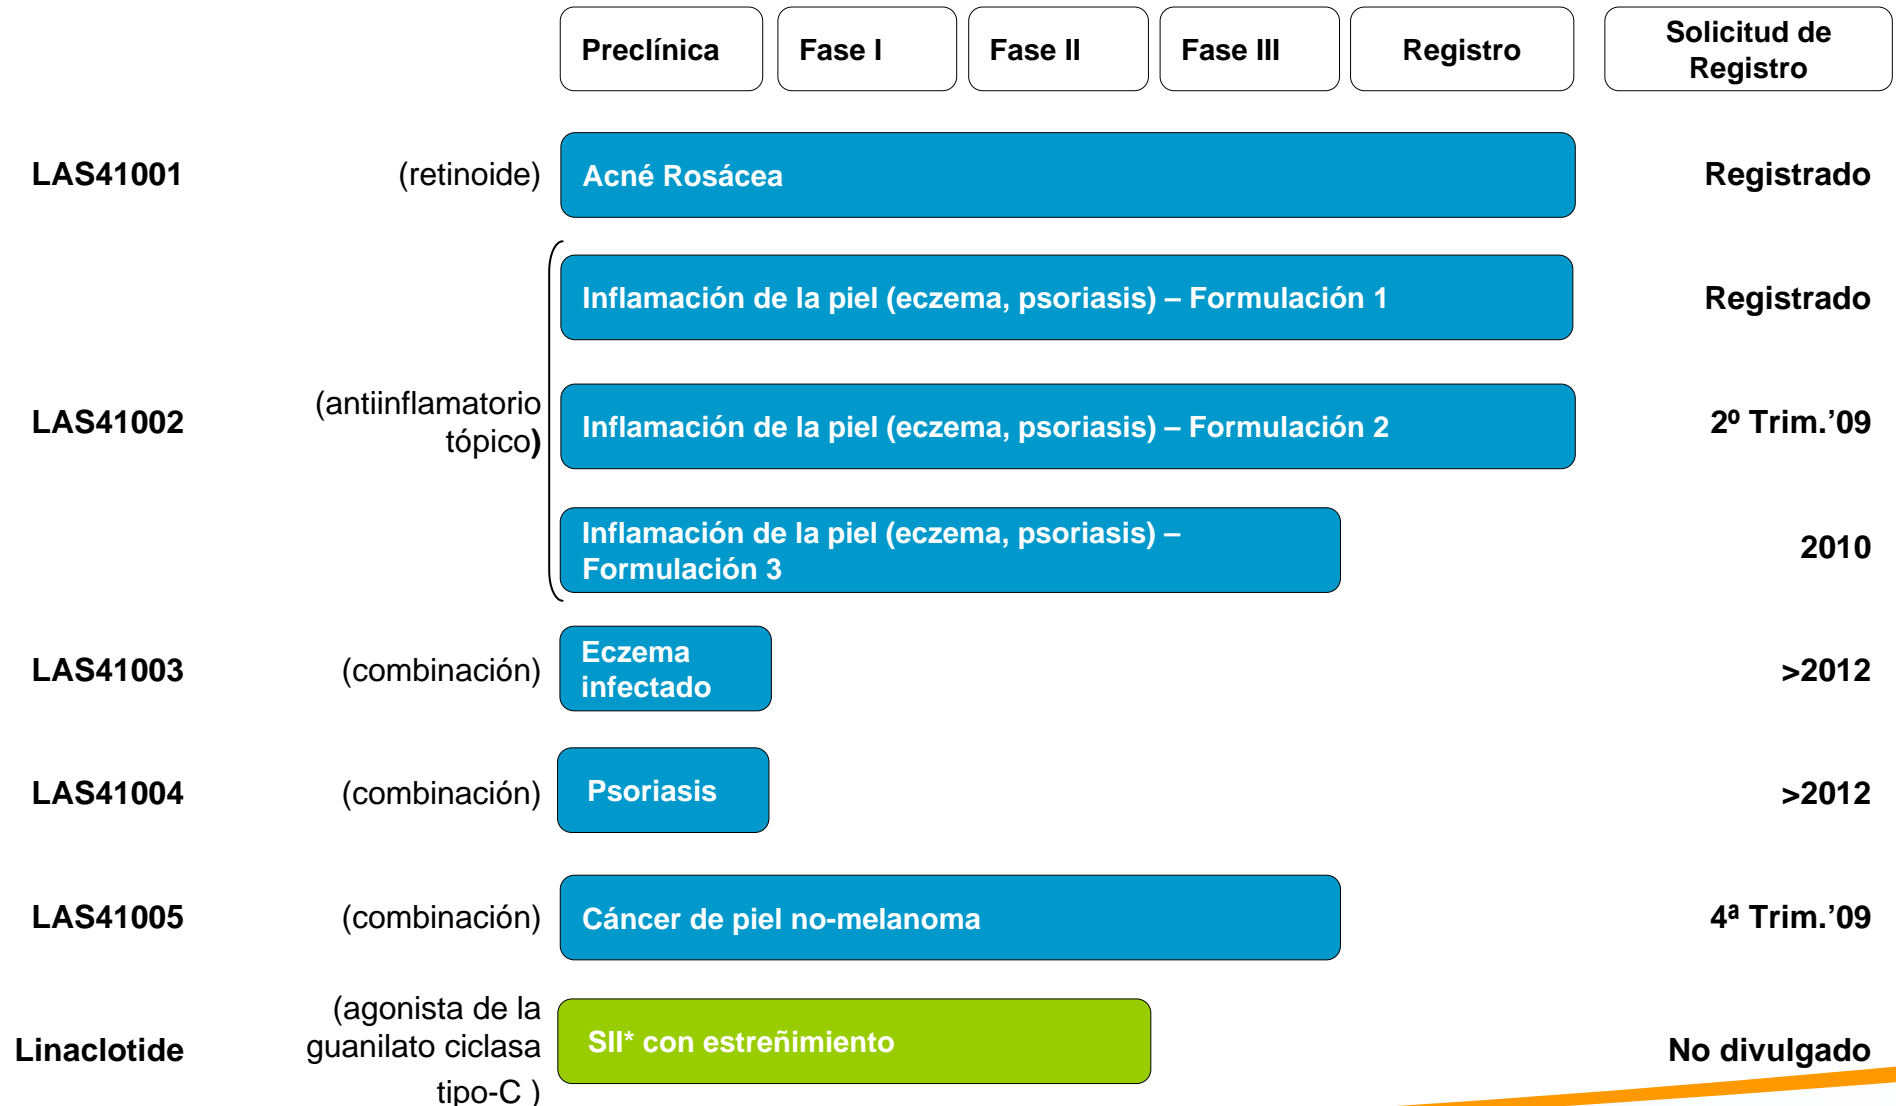 Preclínica
Fase I
Fase II
Fase III
Registro
Solicitud de
Registro
LAS41001
(retinoide)
Acné Rosácea
Registrado
Inflamación de la piel (eczema, psoriasis) – Formulación 1
Registrado
LAS41002
(antiinflamatorio
tópico)
Inflamación de la piel (eczema, psoriasis) – Formulación 2
2º Trim.’09
Inflamación de la piel (eczema, psoriasis) –
Formulación 3
2010
LAS41003
(combinación)
Eczema
infectado
>2012
LAS41004
(combinación)
Psoriasis
>2012
LAS41005
(combinación)
Cáncer de piel no-melanoma
4ª Trim.’09
Linaclotide
(agonista de la
guanilato ciclasa
tipo-C )
SII* con estreñimiento
No divulgado